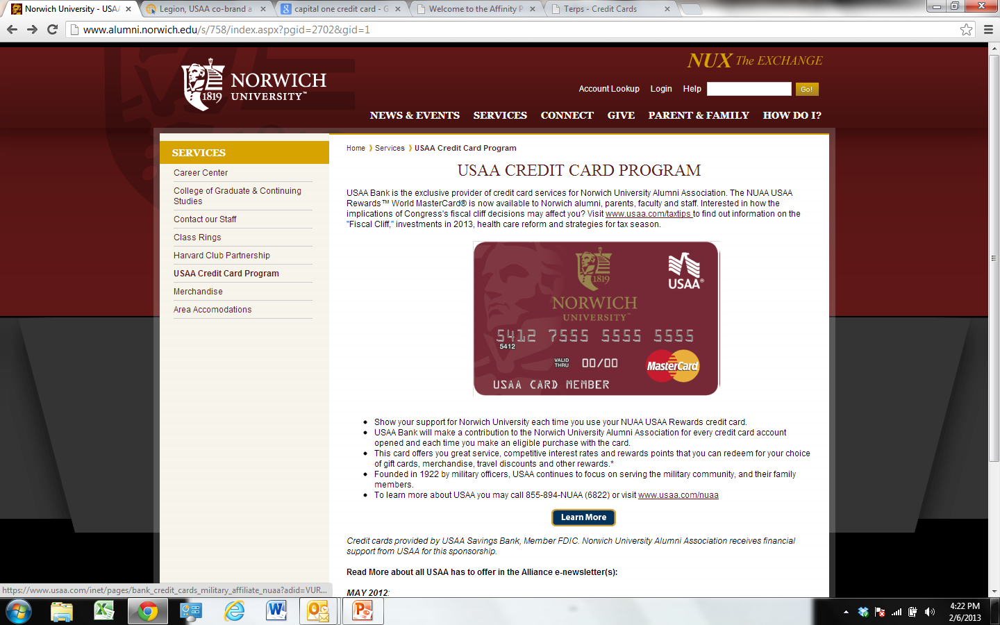 Norwich University - USA
Legion, USAA co-brand a
capital one credit card - G
Welcome to the Affinity P
Terps - Credit Cards
www.alumni.norwich.edu/s/758/index.aspx?pgid=2702&gid=1
NORWICH
UNIVERSITY™
1819
NUX The EXCHANGE
Account Lookup Login Help Go!
NEWS & EVENTS SERVICES CONNECT GIVE PARENT & FAMILY HOW DO I?
SERVICES
Career Center
College of Graduate & Continuing
Studies
Contact our Staff
Class Rings
Harvard Club Partnership
USAA Credit Card Program
Merchandise
Area Accomodations
Home Services USAA Credit Card Program
USAA CREDIT CARD PROGRAM
USAA Bank is the exclusive provider of credit card services for Norwich University Alumni Association. The NUAA USAA
Rewards™ World MasterCard® is now available to Norwich alumni, parents, faculty and staff. Interested in how the
implications of Congress's fiscal cliff decisions may affect you? Visit www.usaa.com/taxtips to find out information on the
"Fiscal Cliff," investments in 2013, health care reform and strategies for tax season.
1819
USAA®
NORWICH
UNIVERSITY™
5412 7555 5555 5555
5412
VALID
THRU 00/00
MasterCard
USAA CARD MEMBER
Show your support for Norwich University each time you use your NUAA USAA Rewards credit card.
USAA Bank will make a contribution to the Norwich University Alumni Association for every credit card account
opened and each time you make an eligible purchase with the card.
This card offers you great service, competitive interest rates and rewards points that you can redeem for your choice
of gift cards, merchandise, travel discounts and other rewards.*
Founded in 1922 by military officers, USAA continues to focus on serving the military community, and their family
members.
To learn more about USAA you may call 855-894-NUAA (6822) or visit www.usaa.com/nuaa
Learn More
Credit cards provided by USAA Savings Bank, Member FDIC. Norwich University Alumni Association receives financial
support from USAA for this sponsorship.
Read More about all USAA has to offer in the Alliance e-newsletter(s):
MAY 2012:
https://www.usaa.com/inet/pages/bank_credit_cards_military_affiliate_nuaa?adid=VUR...
4:22 PM
2/6/2013